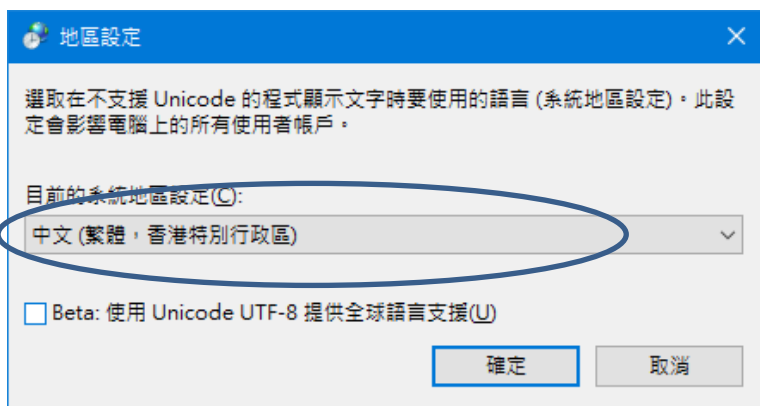 地區設定
選取在不支援 Unicode 的程式顯示文字時要使用的語言 (系統地區設定)。此設
定會影響電腦上的所有使用者帳戶。
目前的系統地區設定(C):
中文 (繁體，香港特別行政區)
Beta: 使用 Unicode UTF-8 提供全球語言支援(U)
確定
取消